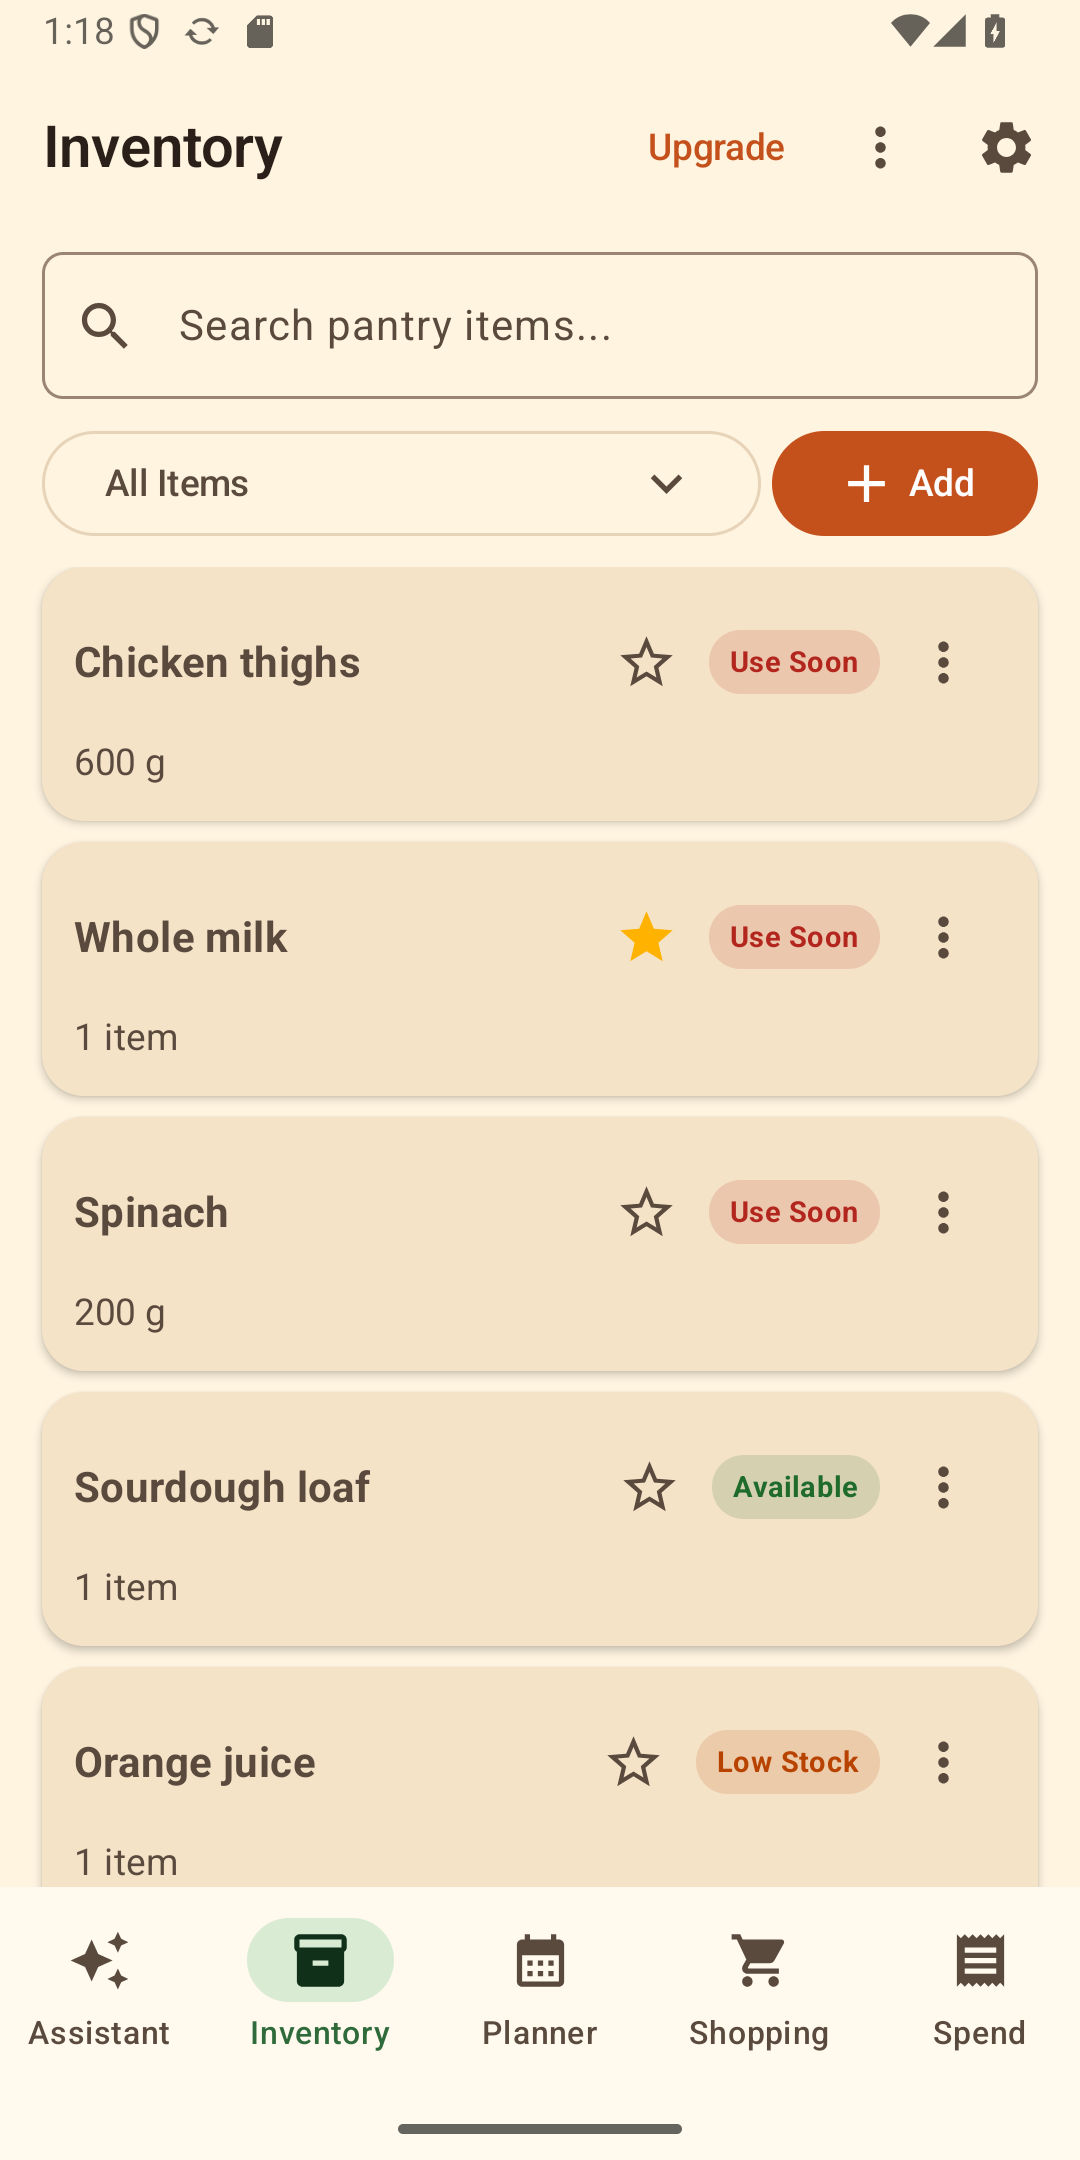 1:18
Inventory
Upgrade
Search pantry items...
All Items
Add
Chicken thighs
Use Soon
600 g
Whole milk
Use Soon
1 item
Spinach
Use Soon
200 g
Sourdough loaf
Available
1 item
Orange juice
Low Stock
1 item
Assistant
Inventory
Planner
Shopping
Spend